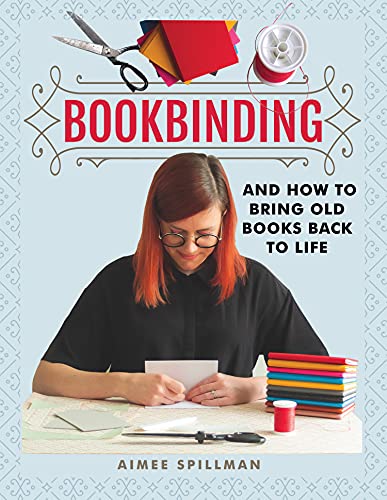 BOOKBINDING
AND HOW TO
BRING OLD
BOOKS BACK
TO LIFE
AIMEE SPILLMAN